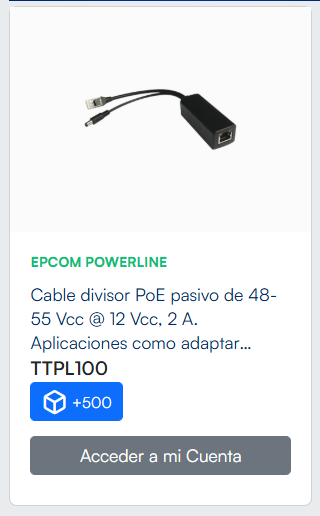 EPCOM POWERLINE
Cable divisor PoE pasivo de 48-
55 Vcc @ 12 Vcc, 2 A.
Aplicaciones como adaptar...
TTPL100
+500
Acceder a mi Cuenta